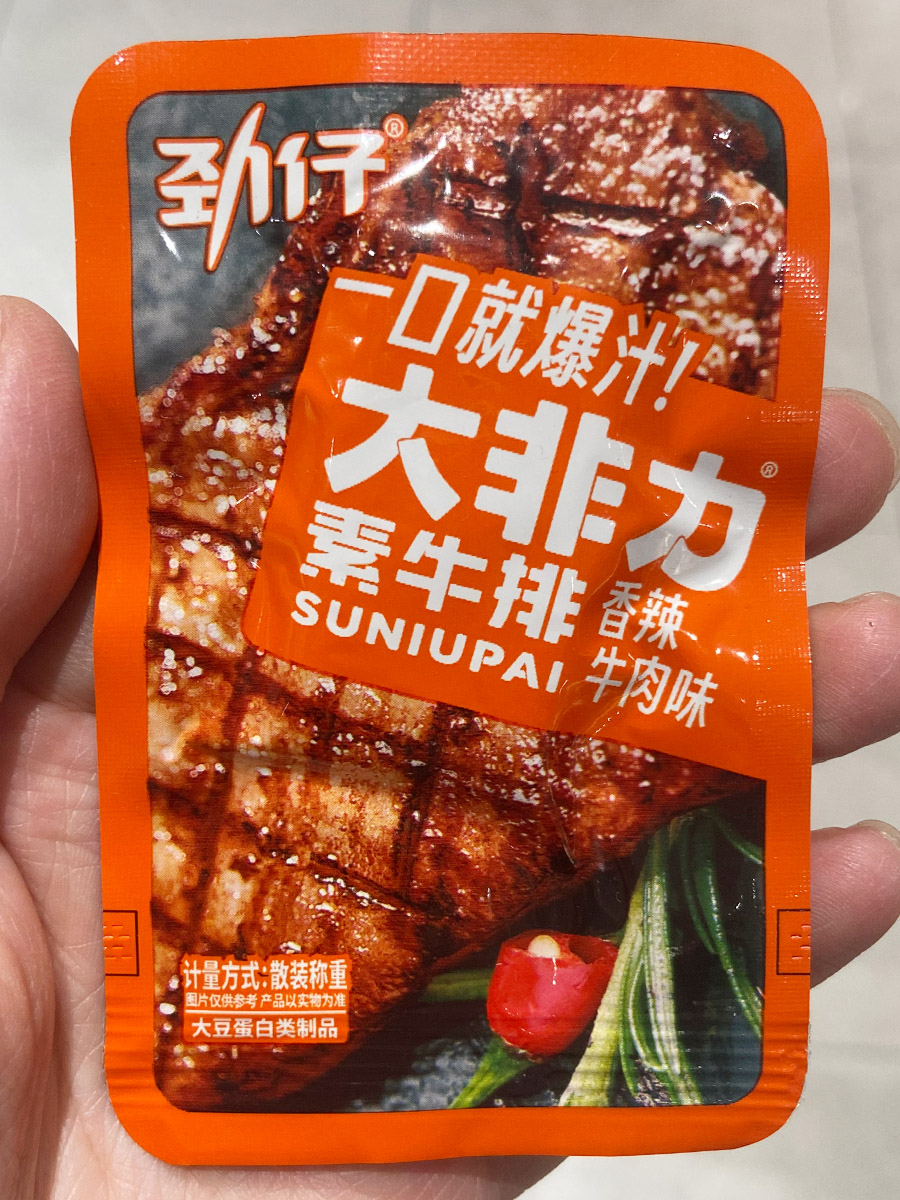 劲仔®
一口就爆汁!
大非力®
素牛排
SUNIUPAI
香辣
牛肉味
计量方式:散装称重
图片仅供参考 产品以实物为准
大豆蛋白类制品